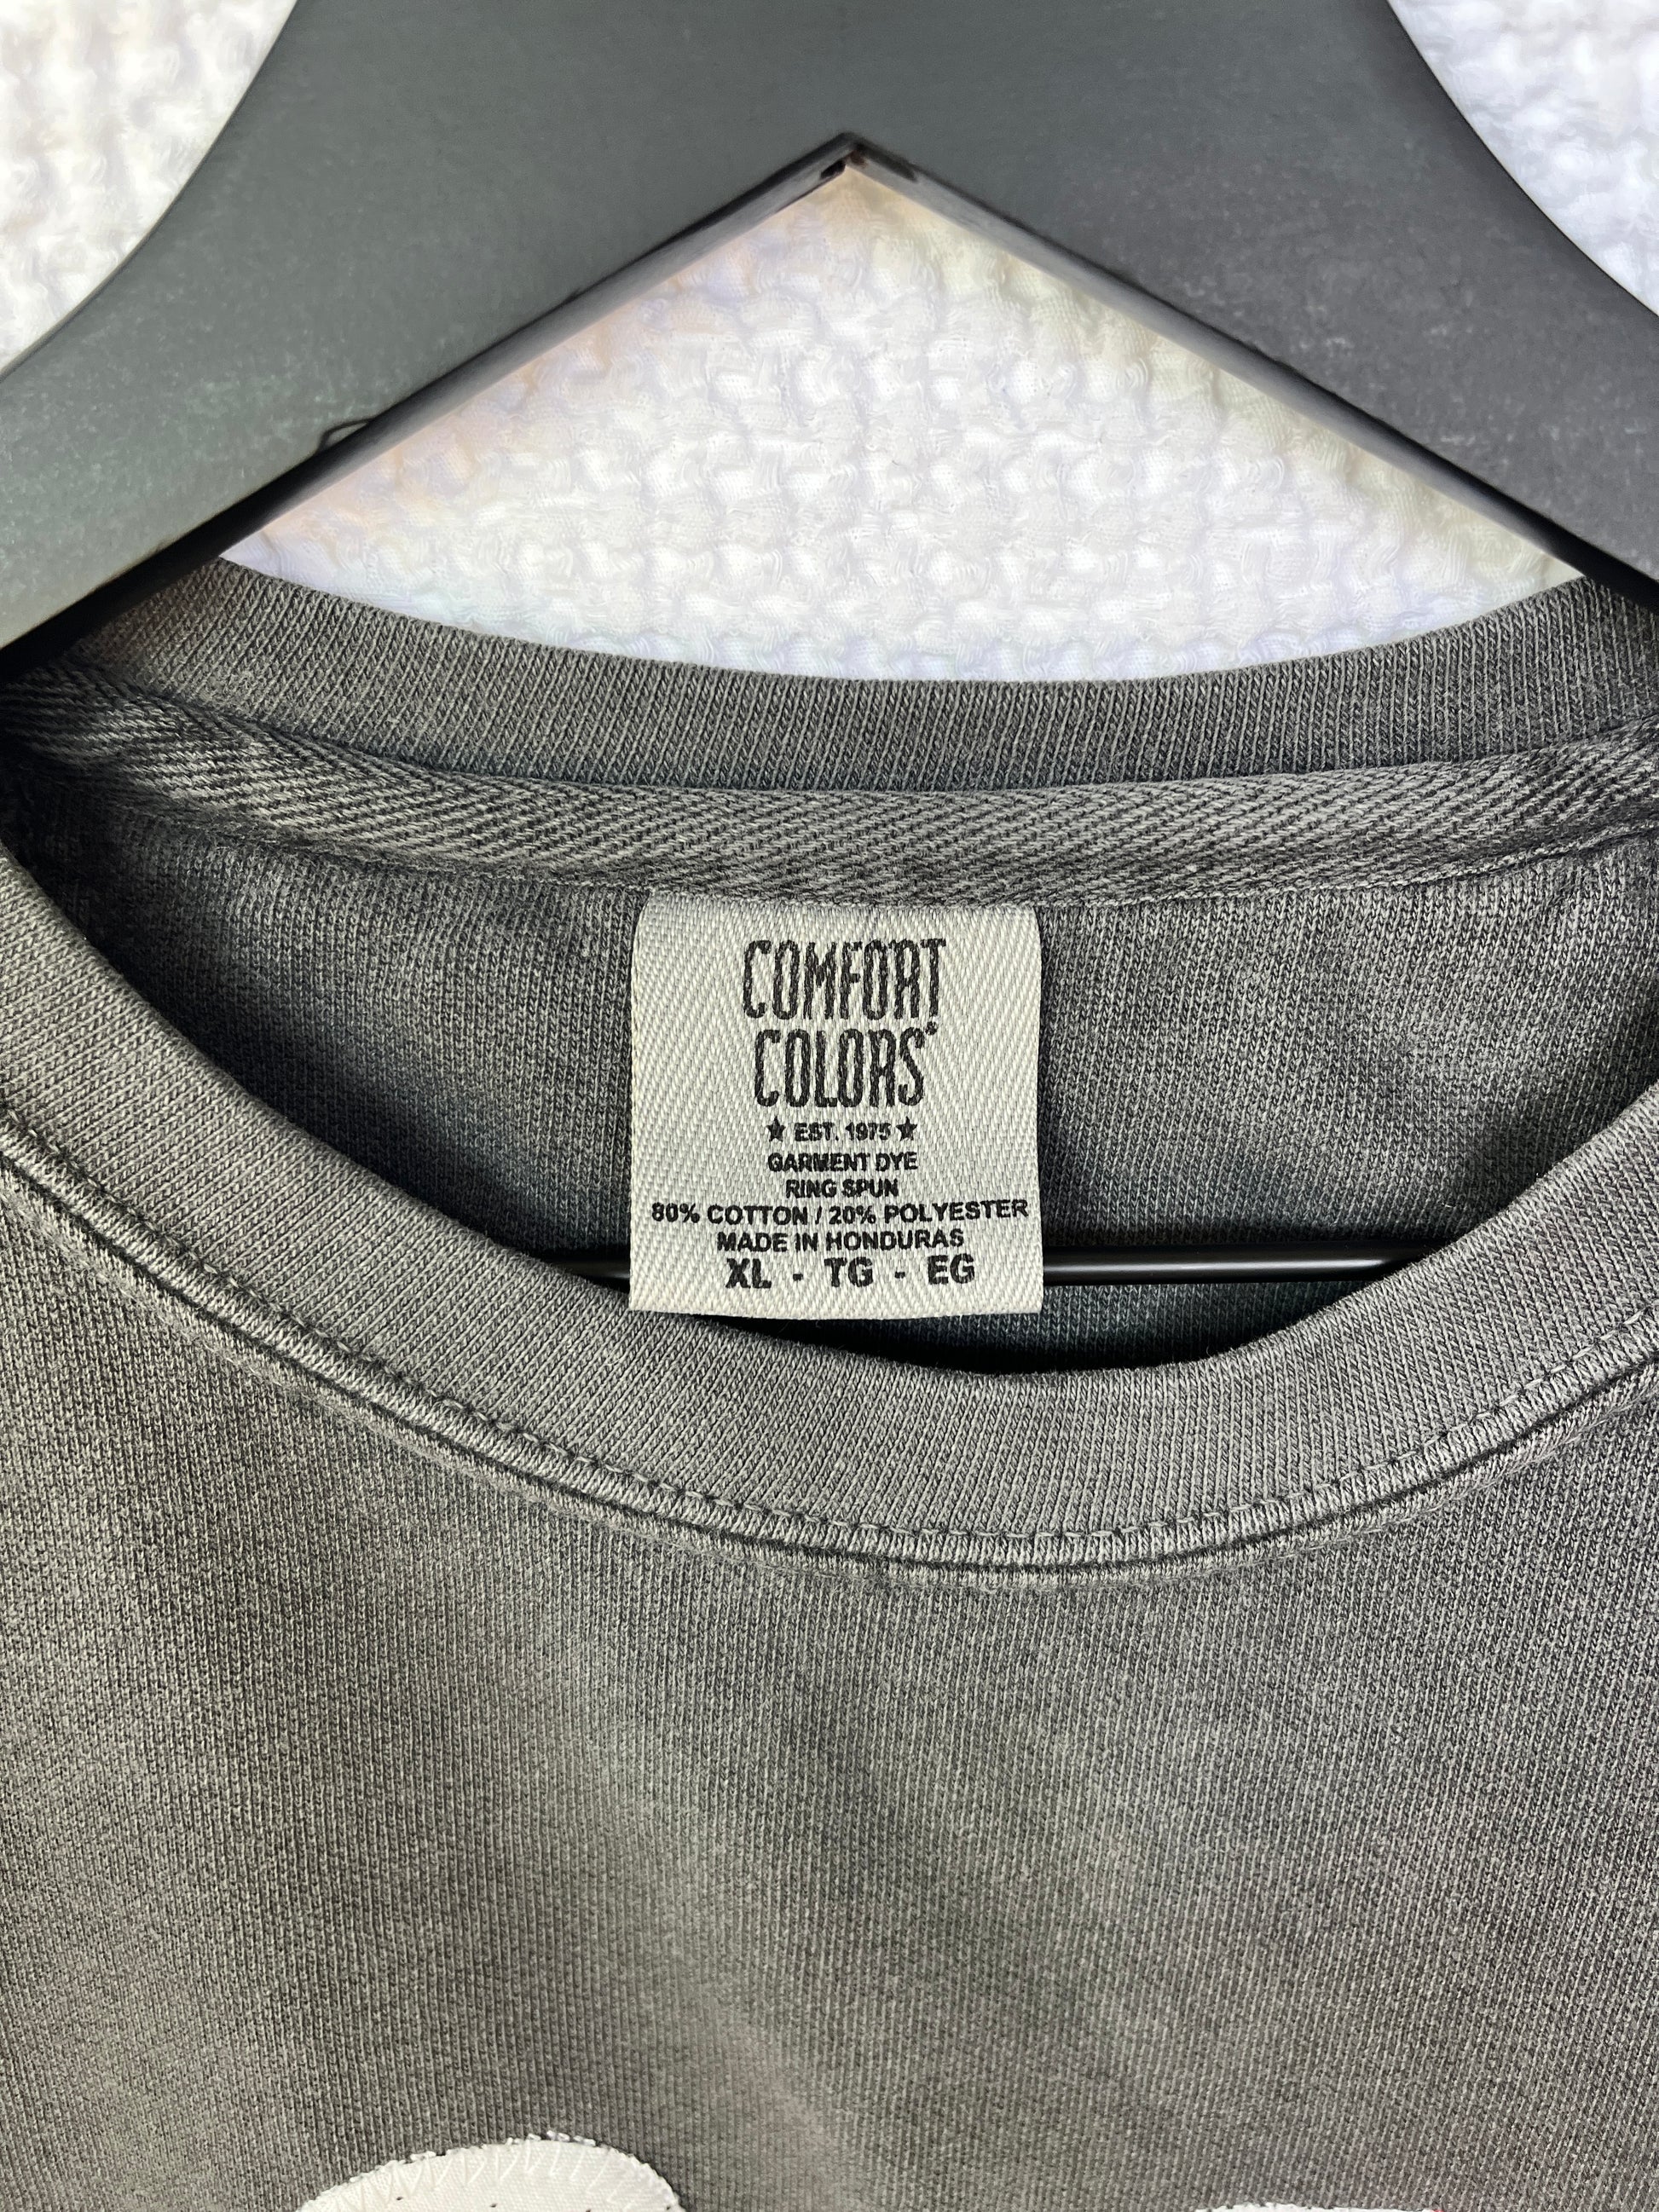 COMFORT
COLORS®
★ EST. 1975 ★
GARMENT DYE
RING SPUN
80% COTTON / 20% POLYESTER
MADE IN HONDURAS
XL - TG - EG